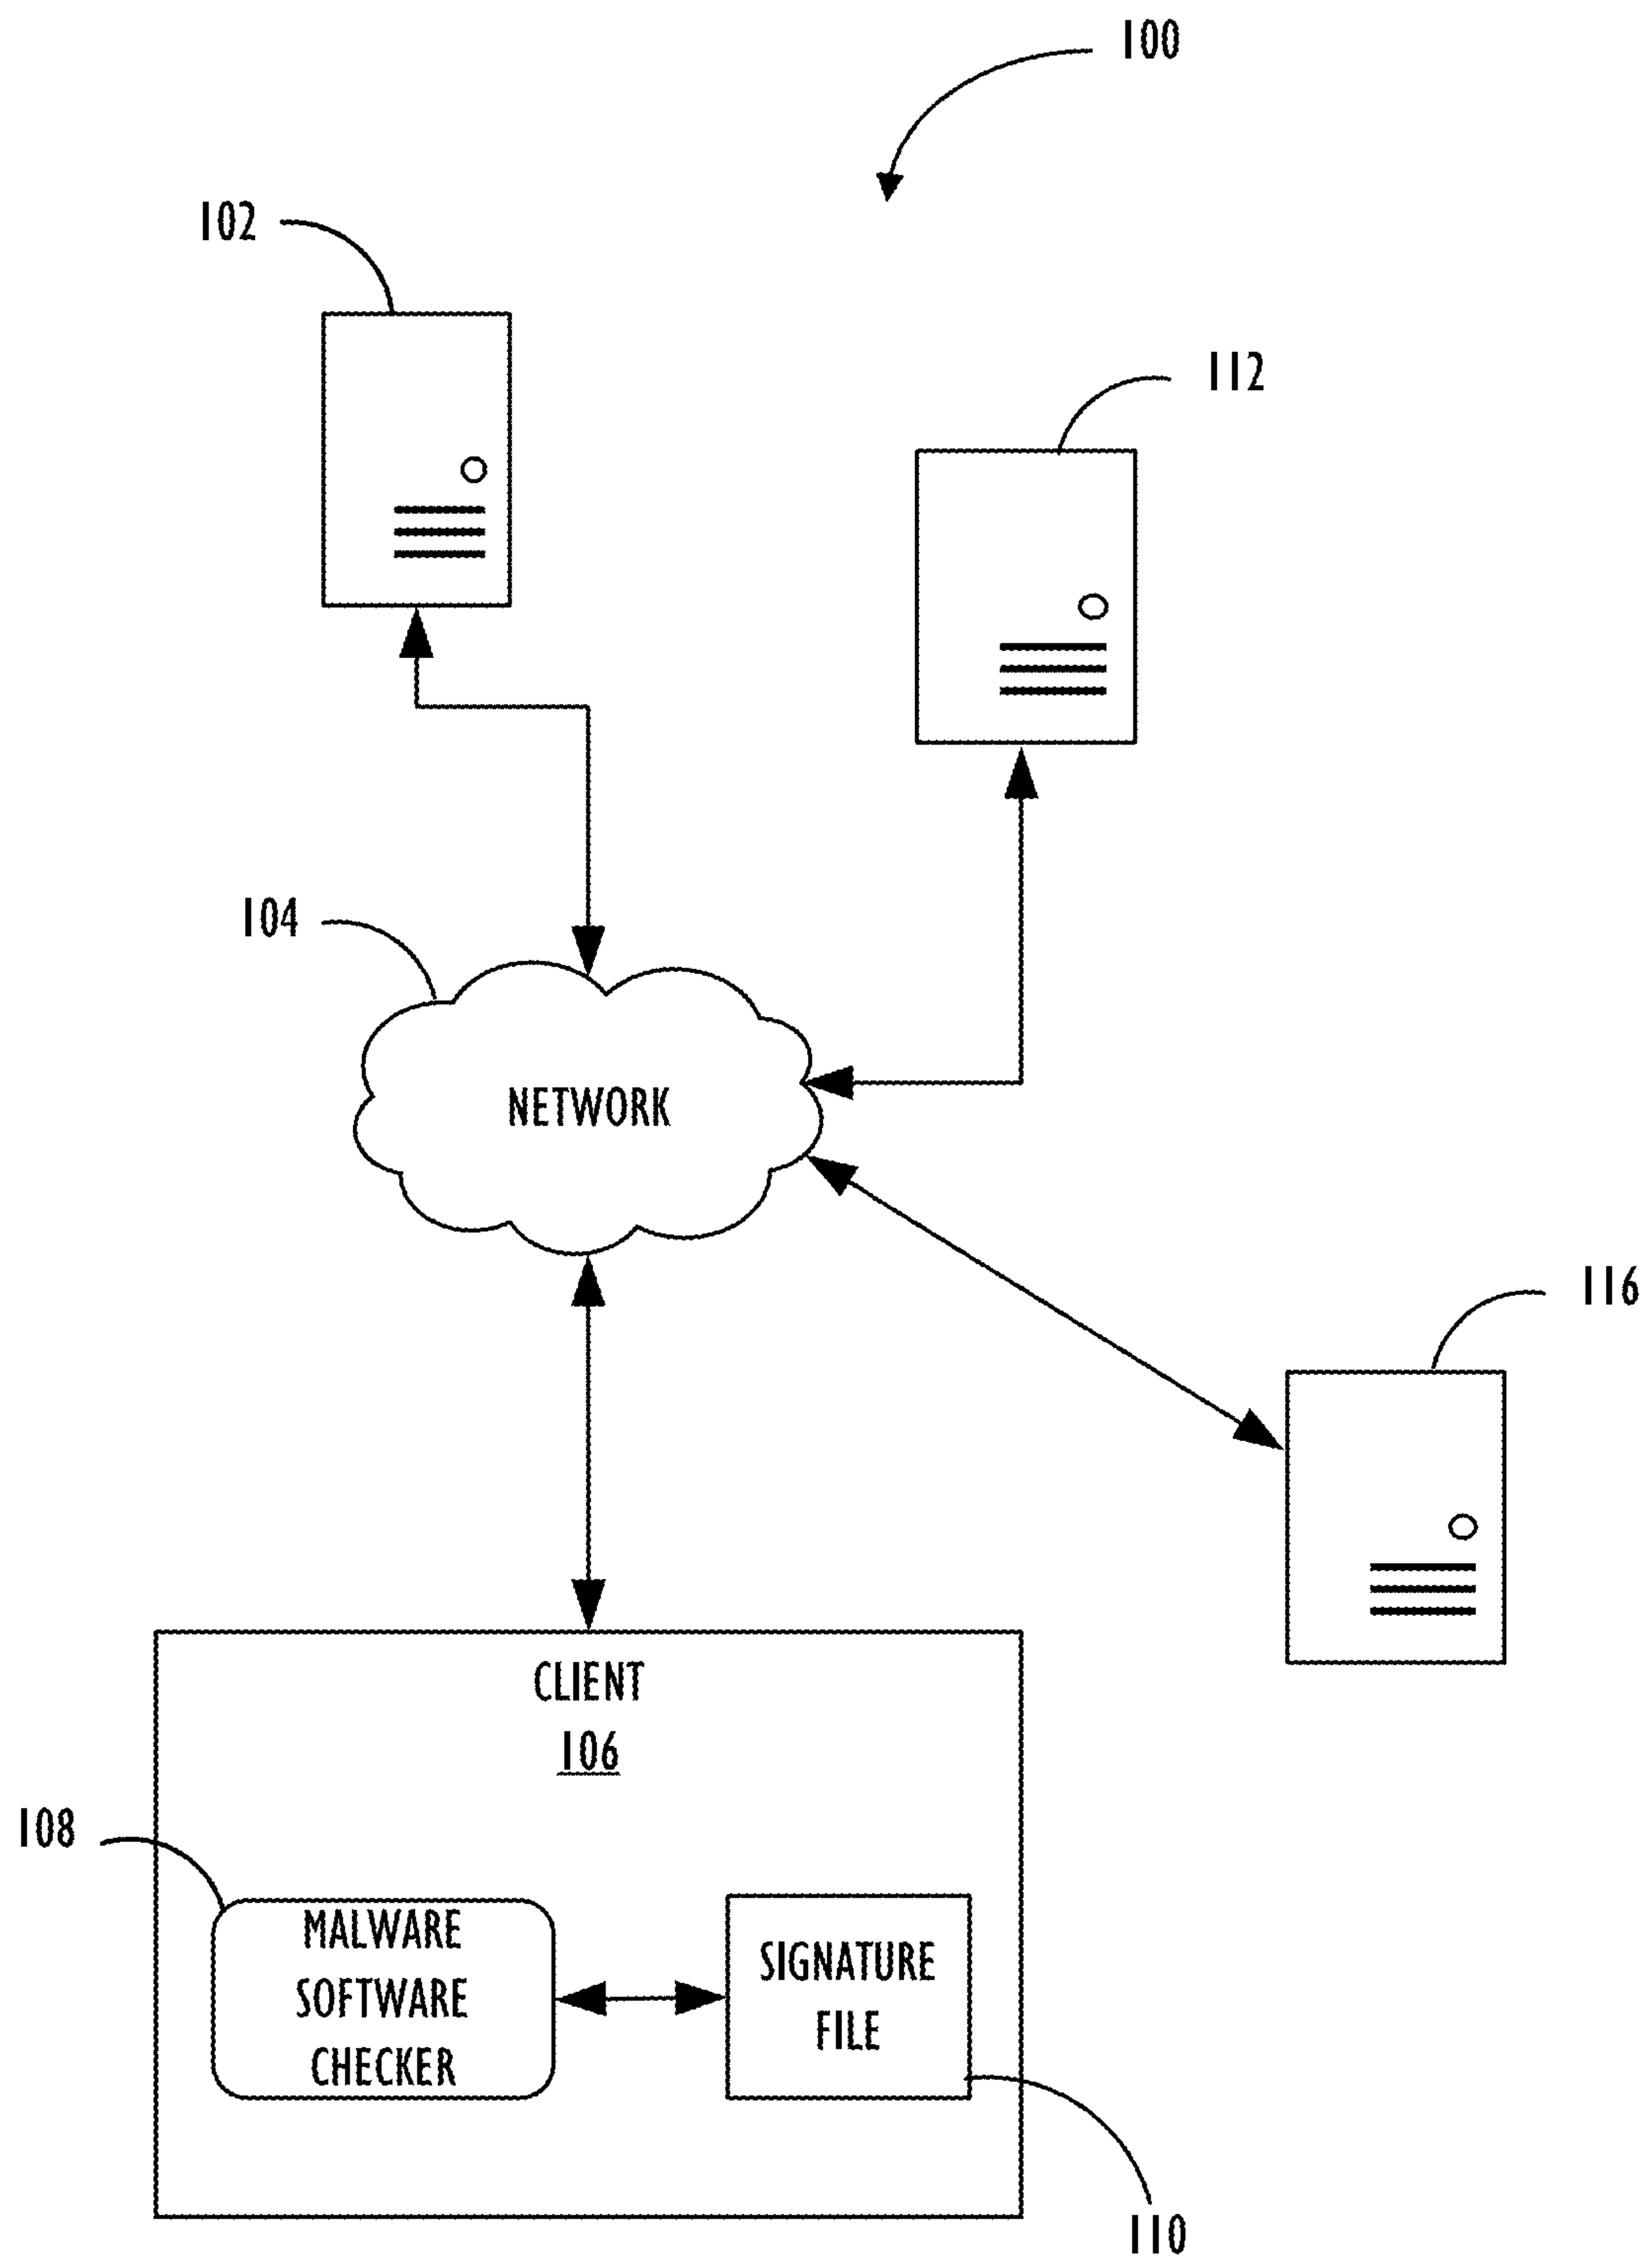 100
102
112
104
NETWORK
116
CLIENT
106
108
MALWARE
SOFTWARE
CHECKER
SIGNATURE
FILE
110